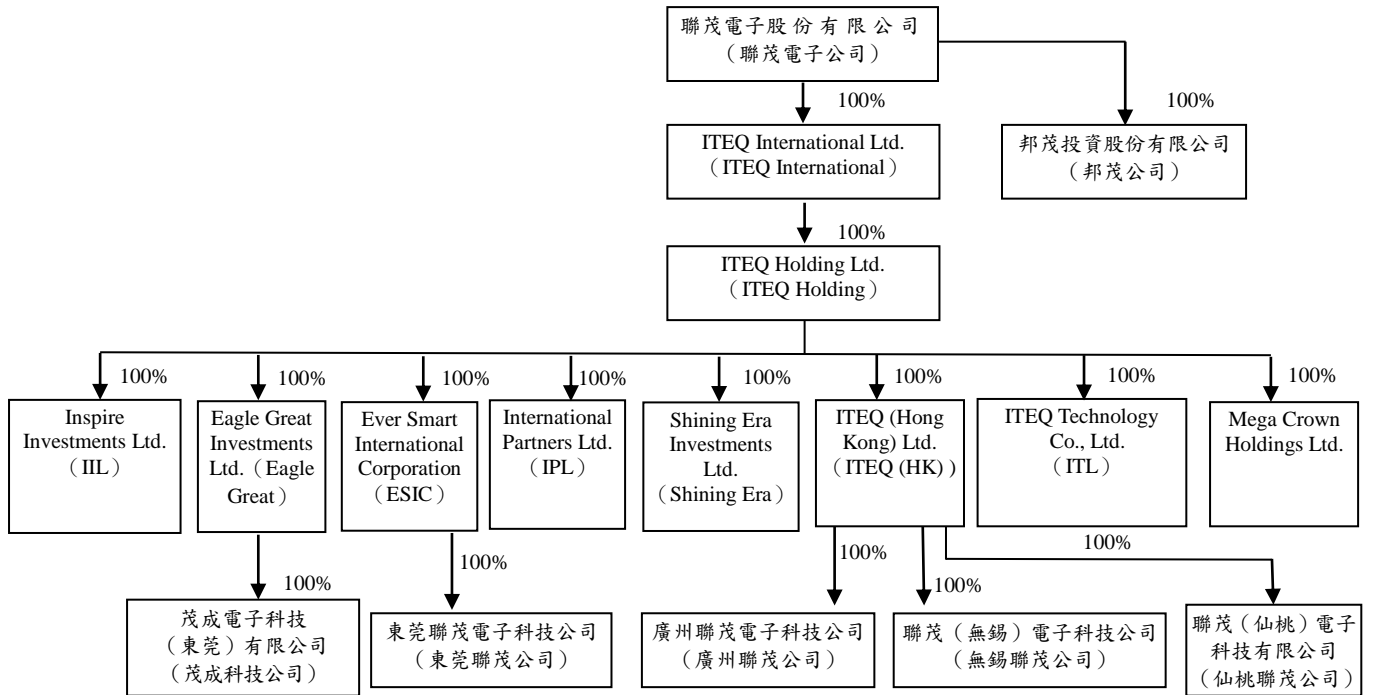 聯茂電子股份有限公司
（聯茂電子公司）
100%
100%
ITEQ International Ltd.
（ITEQ International）
邦茂投資股份有限公司
（邦茂公司）
100%
ITEQ Holding Ltd.
（ITEQ Holding）
100%
100%
100%
100%
100%
100%
100%
100%
Inspire
Investments Ltd.
（IIL）
Eagle Great
Investments
Ltd.（Eagle
Great）
Ever Smart
International
Corporation
（ESIC）
International
Partners Ltd.
（IPL）
Shining Era
Investments
Ltd.
（Shining Era）
ITEQ (Hong
Kong) Ltd.
（ITEQ (HK)）
ITEQ Technology
Co., Ltd.
（ITL）
Mega Crown
Holdings Ltd.
100%
100%
100%
100%
100%
茂成電子科技
（東莞）有限公司
（茂成科技公司）
東莞聯茂電子科技公司
（東莞聯茂公司）
廣州聯茂電子科技公司
（廣州聯茂公司）
聯茂（無錫）電子科技公司
（無錫聯茂公司）
聯茂（仙桃）電子
科技有限公司
（仙桃聯茂公司）